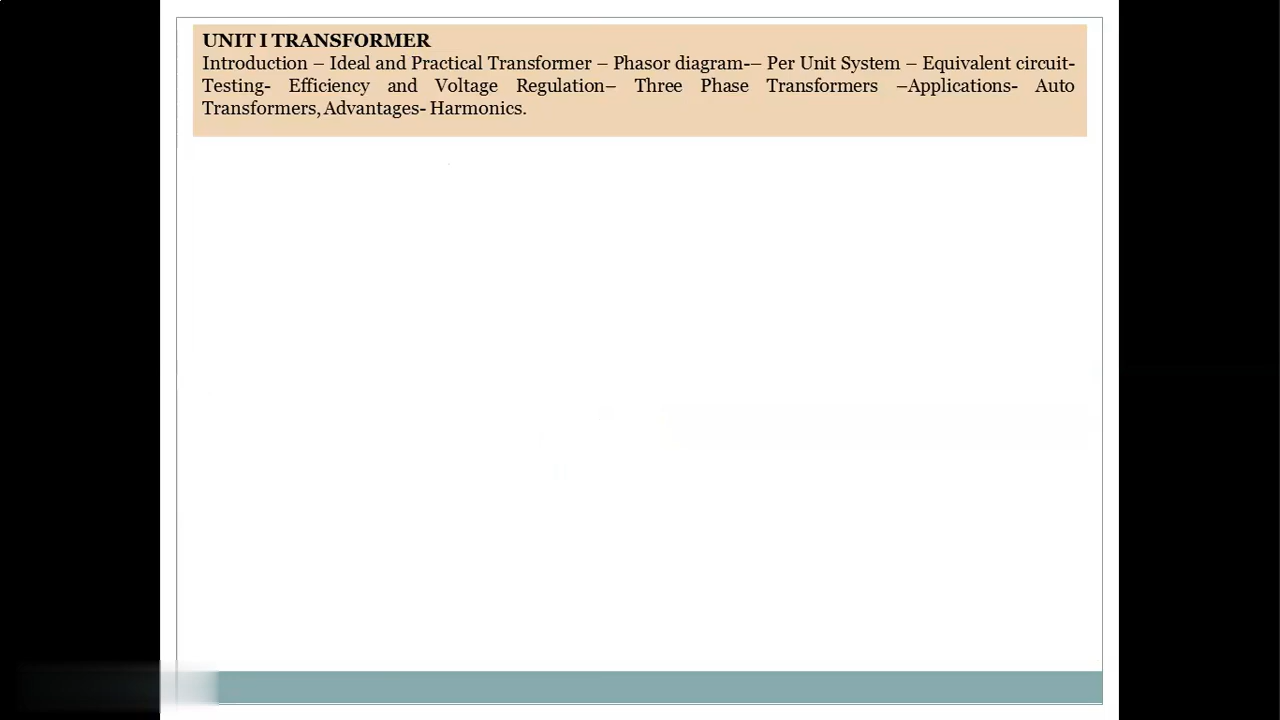 UNIT I TRANSFORMER
Introduction – Ideal and Practical Transformer – Phasor diagram-– Per Unit System – Equivalent circuit-
Testing- Efficiency and Voltage Regulation– Three Phase Transformers –Applications- Auto
Transformers, Advantages- Harmonics.